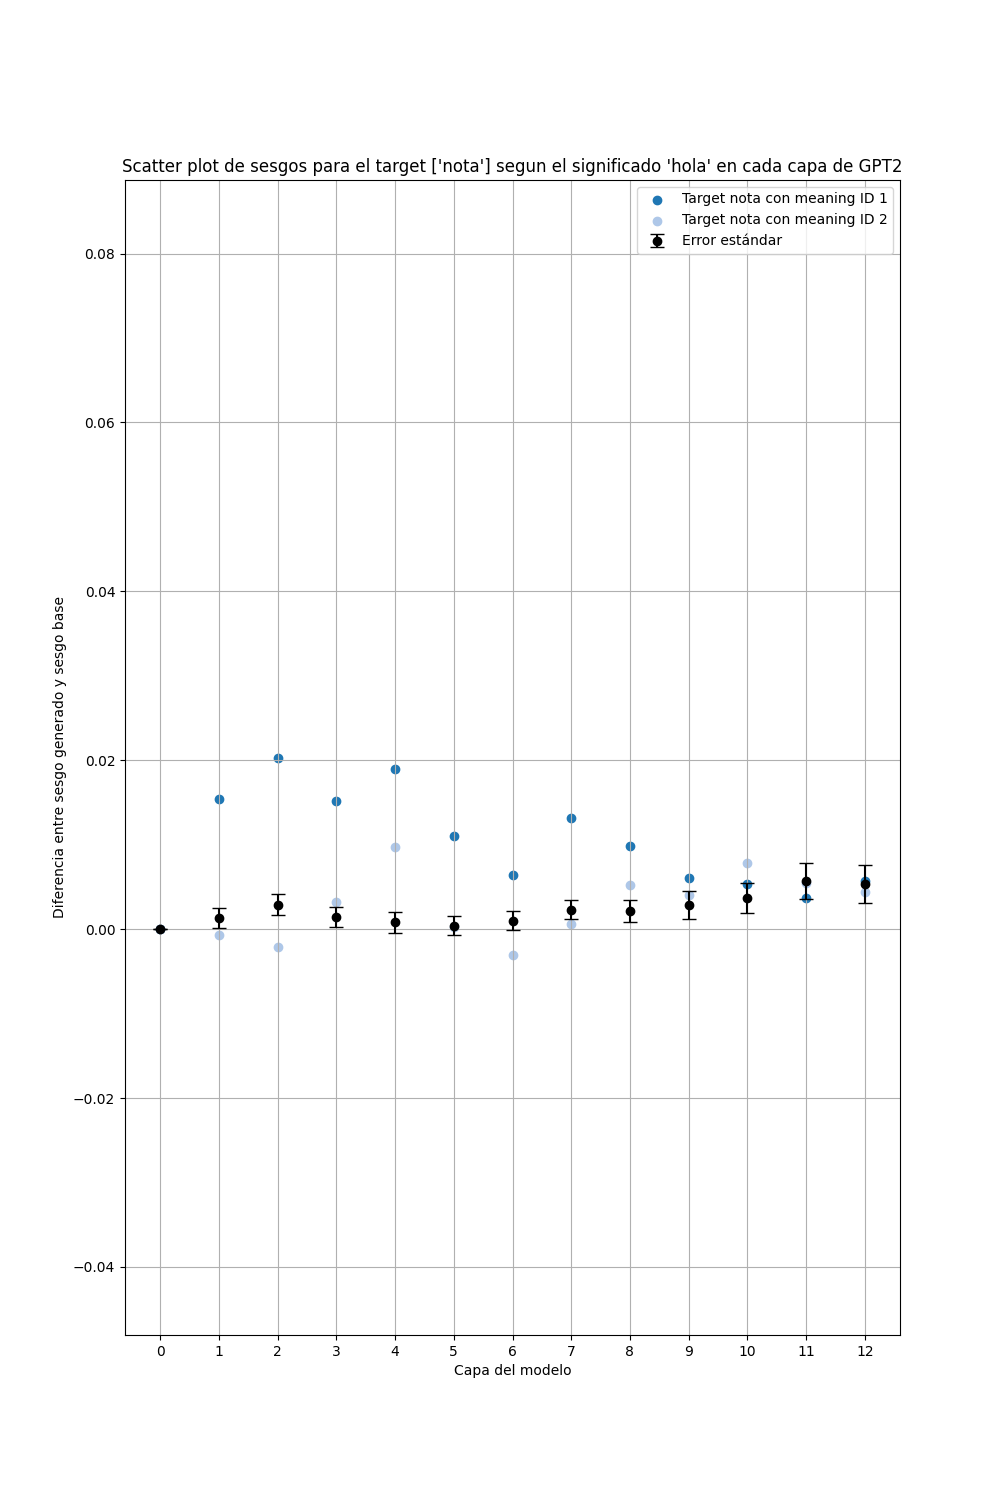 Scatter plot de sesgos para el target ['nota'] segun el significado 'hola' en cada capa de GPT2
Target nota con meaning ID 1
Target nota con meaning ID 2
Error estándar
0.08
0.06
0.04
0.02
0.00
−0.02
−0.04
Diferencia entre sesgo generado y sesgo base
0 1 2 3 4 5 6 7 8 9 10 11 12
Capa del modelo